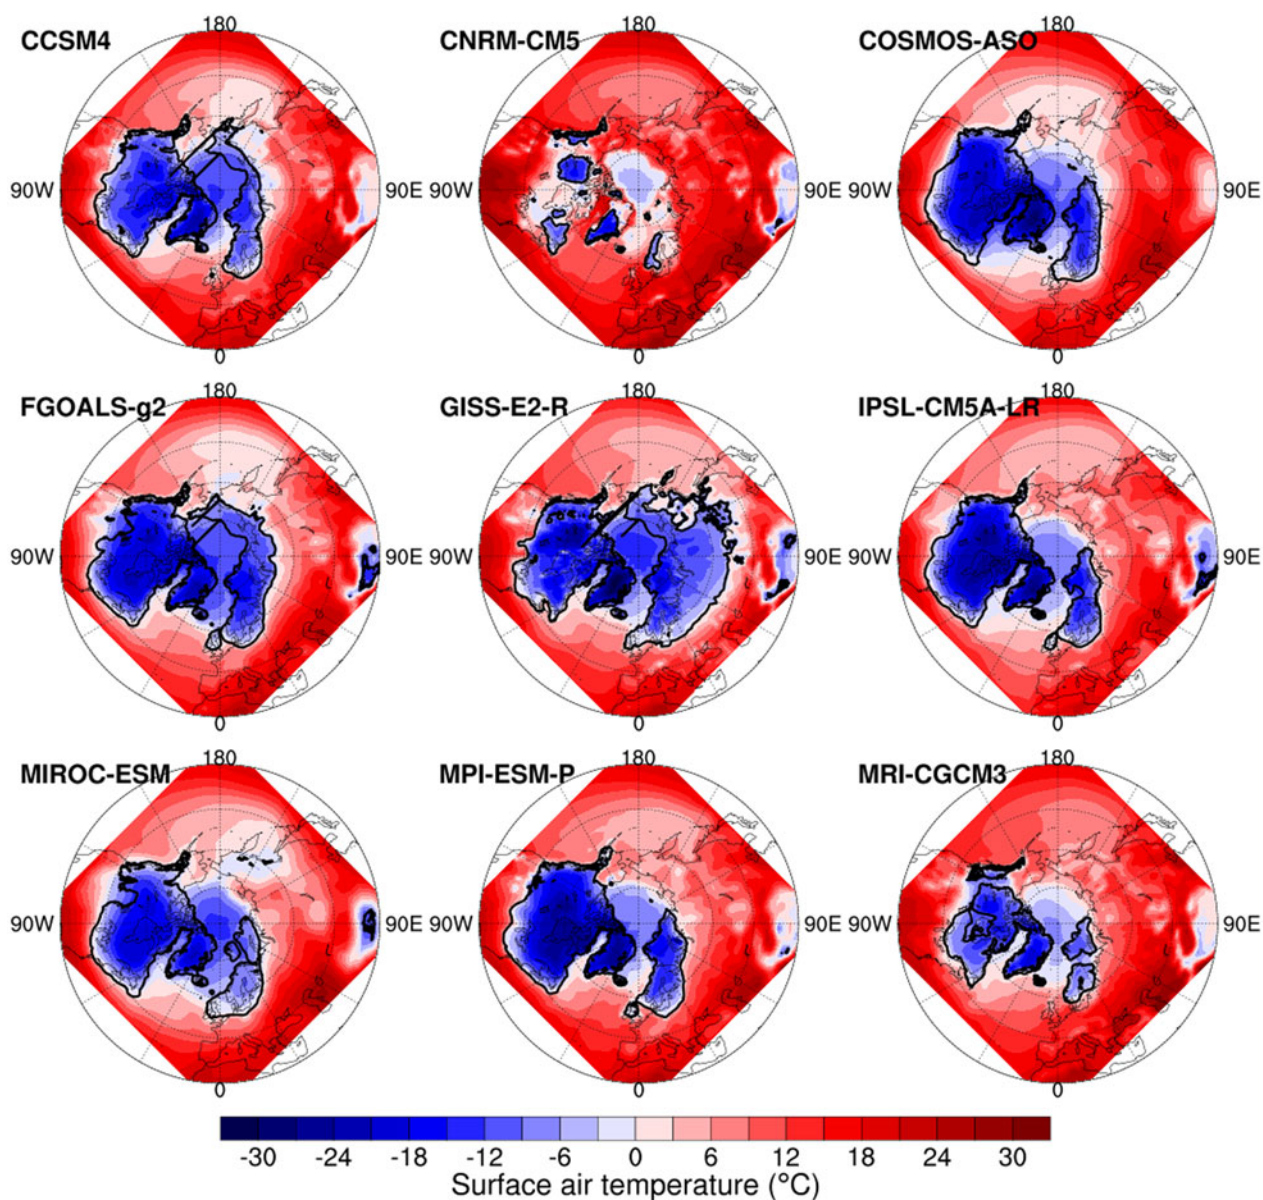 180 180 180
CCSM4 CNRM-CM5 COSMOS-ASO
90W 90E 90W 90E 90W 90E
0 0 0
180 180 180
FGOALS-g2 GISS-E2-R IPSL-CM5A-LR
90W 90E 90W 90E 90W 90E
0 0 0
180 180 180
MIROC-ESM MPI-ESM-P MRI-CGCM3
90W 90E 90W 90E 90W 90E
0 0 0
-30 -24 -18 -12 -6 0 6 12 18 24 30
Surface air temperature (°C)